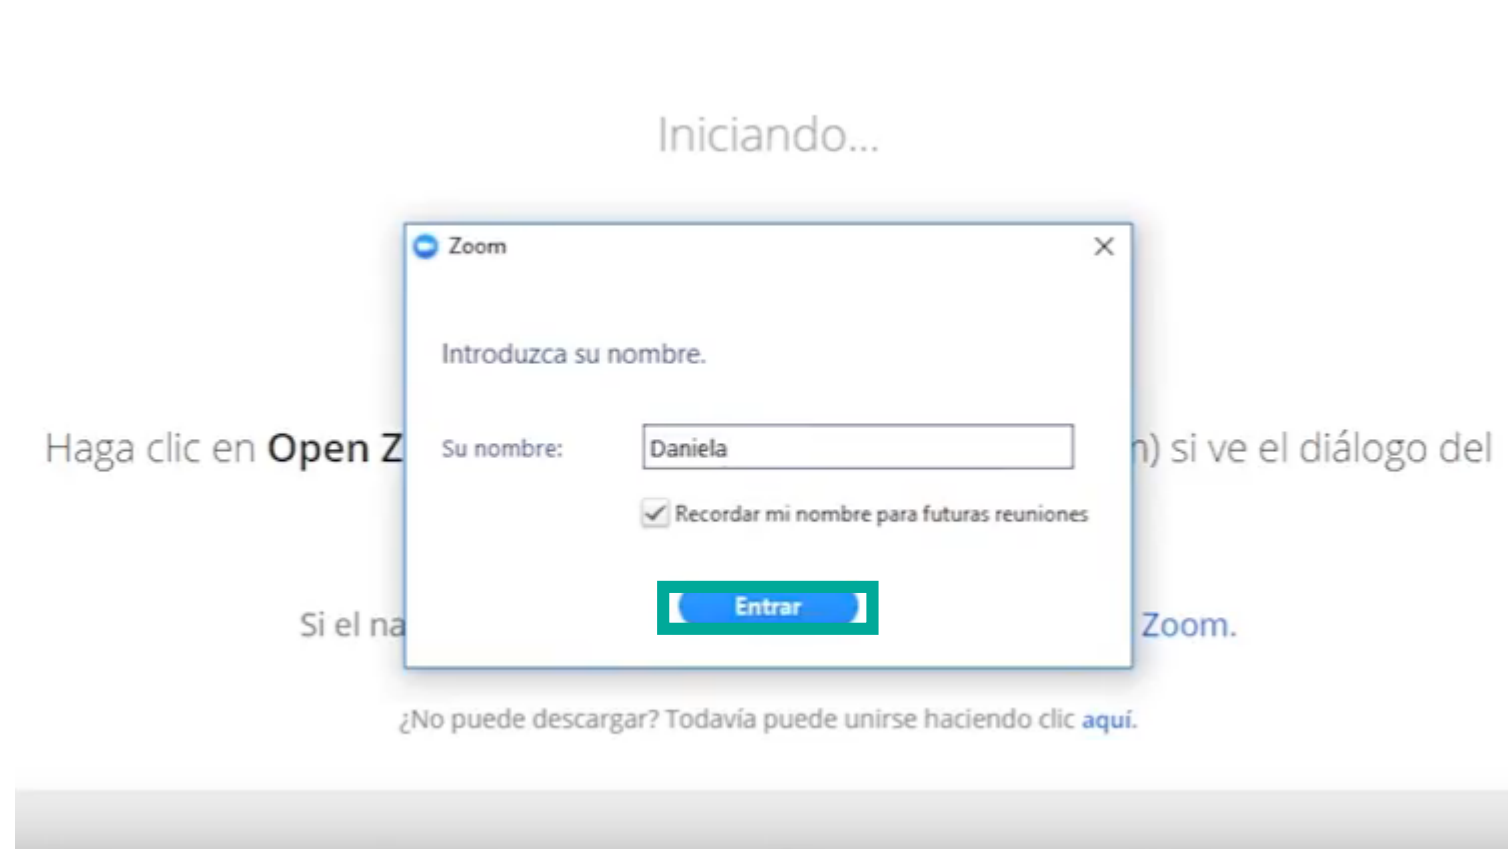 Iniciando...
Zoom
Introduzca su nombre.
Haga clic en Open Z
Su nombre:
Daniela
) si ve el diálogo del
Recordar mi nombre para futuras reuniones
Entrar
Si el na
Zoom.
¿No puede descargar? Todavía puede unirse haciendo clic aquí.